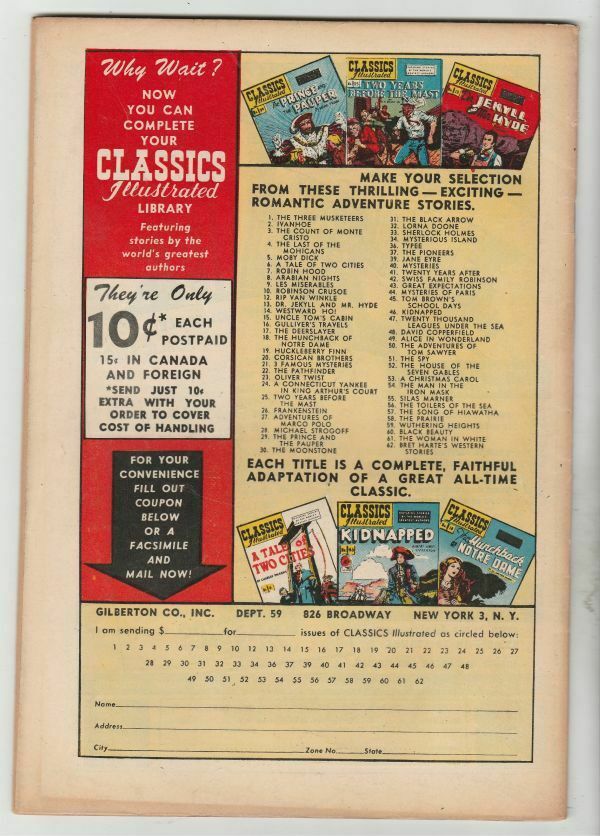 Why Wait?
NOW
YOU CAN
COMPLETE
YOUR
CLASSICS
Illustrated
LIBRARY
Featuring
stories by the
world's greatest
authors
They're Only
10¢* EACH
POSTPAID
15¢ IN CANADA
AND FOREIGN
*SEND JUST 10¢
EXTRA WITH YOUR
ORDER TO COVER
COST OF HANDLING
FOR YOUR
CONVENIENCE
FILL OUT
COUPON
BELOW
OR A
FACSIMILE
AND
MAIL NOW!
CLASSICS
Illustrated
The PRINCE
and the PAUPER
CLASSICS
Illustrated
TWO YEARS
BEFORE THE MAST
CLASSICS
Illustrated
Dr. JEKYLL
and Mr. HYDE
MAKE YOUR SELECTION
FROM THESE THRILLING—EXCITING—
ROMANTIC ADVENTURE STORIES.
1. THE THREE MUSKETEERS
2. IVANHOE
3. THE COUNT OF MONTE
CRISTO
4. THE LAST OF THE
MOHICANS
5. MOBY DICK
6. A TALE OF TWO CITIES
7. ROBIN HOOD
8. ARABIAN NIGHTS
9. LES MISERABLES
10. ROBINSON CRUSOE
12. RIP VAN WINKLE
13. DR. JEKYLL AND MR. HYDE
14. WESTWARD HO!
15. UNCLE TOM'S CABIN
16. GULLIVER'S TRAVELS
17. THE DEERSLAYER
18. THE HUNCHBACK OF
NOTRE DAME
19. HUCKLEBERRY FINN
20. CORSICAN BROTHERS
21. 3 FAMOUS MYSTERIES
22. THE PATHFINDER
23. OLIVER TWIST
24. A CONNECTICUT YANKEE
IN KING ARTHUR'S COURT
25. TWO YEARS BEFORE
THE MAST
26. FRANKENSTEIN
27. ADVENTURES OF
MARCO POLO
28. MICHAEL STROGOFF
29. THE PRINCE AND
THE PAUPER
30. THE MOONSTONE
31. THE BLACK ARROW
32. LORNA DOONE
33. SHERLOCK HOLMES
34. MYSTERIOUS ISLAND
36. TYPEE
37. THE PIONEERS
39. JANE EYRE
40. MYSTERIES
41. TWENTY YEARS AFTER
42. SWISS FAMILY ROBINSON
43. GREAT EXPECTATIONS
44. MYSTERIES OF PARIS
45. TOM BROWN'S
SCHOOL DAYS
46. KIDNAPPED
47. TWENTY THOUSAND
LEAGUES UNDER THE SEA
48. DAVID COPPERFIELD
49. ALICE IN WONDERLAND
50. THE ADVENTURES OF
TOM SAWYER
51. THE SPY
52. THE HOUSE OF THE
SEVEN GABLES
53. A CHRISTMAS CAROL
54. THE MAN IN THE
IRON MASK
55. SILAS MARNER
56. THE TOILERS OF THE SEA
57. THE SONG OF HIAWATHA
58. THE PRAIRIE
59. WUTHERING HEIGHTS
60. BLACK BEAUTY
61. THE WOMAN IN WHITE
62. BRET HARTE'S WESTERN
STORIES
EACH TITLE IS A COMPLETE, FAITHFUL
ADAPTATION OF A GREAT ALL-TIME
CLASSIC.
CLASSICS
Illustrated
A TALE of
TWO CITIES
CLASSICS
Illustrated
KIDNAPPED
CLASSICS
Illustrated
The Hunchback
of NOTRE DAME
GILBERTON CO., INC. DEPT. 59 826 BROADWAY NEW YORK 3, N. Y.
I am sending $ for issues of CLASSICS Illustrated as circled below:
1 2 3 4 5 6 7 8 9 10 12 13 14 15 16 17 18 19 20 21 22 23 24 25 26 27
28 29 30 31 32 33 34 36 37 39 40 41 42 43 44 45 46 47 48
49 50 51 52 53 54 55 56 57 58 59 60 61 62
Name
Address
City Zone No. State